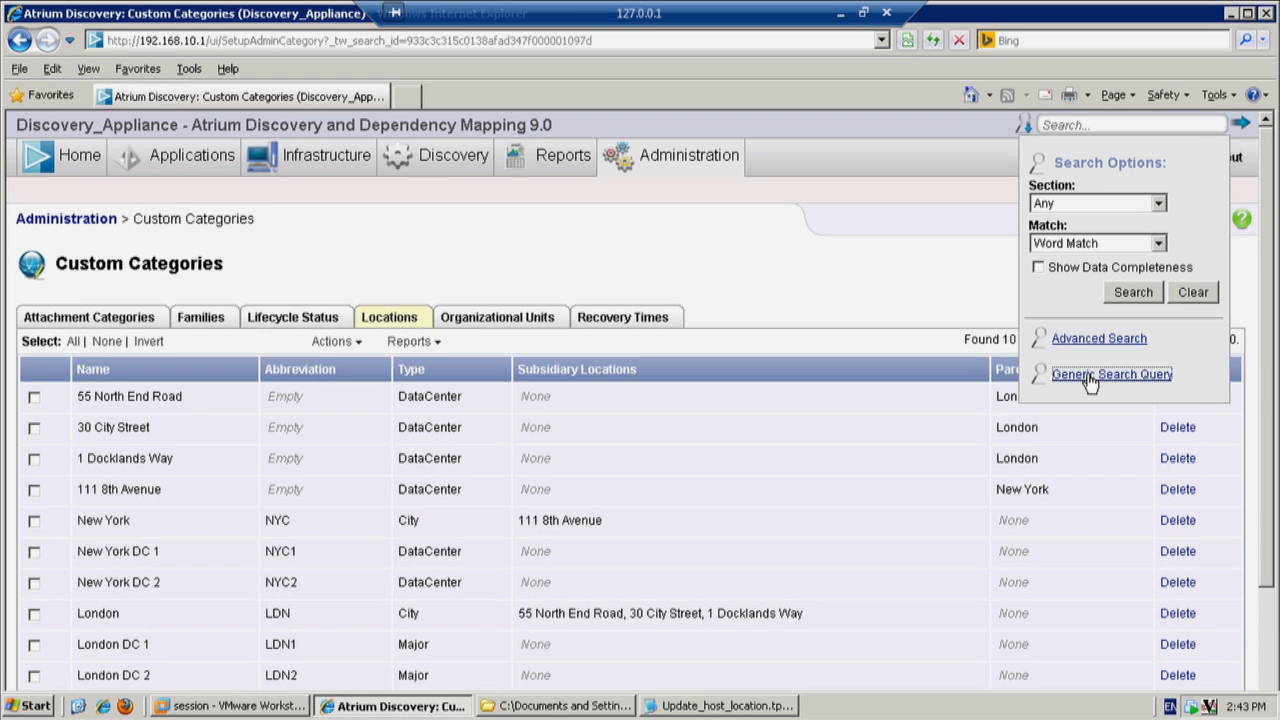 Atrium Discovery: Custom Categories (Discovery_Appliance) - Windows Internet Explorer
127.0.0.1
http://192.168.10.1/ui/SetupAdminCategory?_tw_search_id=933c3c315c0138afad347f000001097d
Bing
File Edit View Favorites Tools Help
Favorites
Atrium Discovery: Custom Categories (Discovery_App...
Page Safety Tools
Discovery_Appliance - Atrium Discovery and Dependency Mapping 9.0
Search...
Home Applications Infrastructure Discovery Reports Administration
ut
Search Options:
Section:
Any
Match:
Word Match
Show Data Completeness
Search Clear
Advanced Search
Generic Search Query
Administration > Custom Categories
Custom Categories
Attachment Categories Families Lifecycle Status Locations Organizational Units Recovery Times
Select: All | None | Invert Actions Reports Found 10 0.
Name Abbreviation Type Subsidiary Locations Pare
55 North End Road Empty DataCenter None Lon
30 City Street Empty DataCenter None London Delete
1 Docklands Way Empty DataCenter None London Delete
111 8th Avenue Empty DataCenter None New York Delete
New York NYC City 111 8th Avenue None Delete
New York DC 1 NYC1 DataCenter None None Delete
New York DC 2 NYC2 DataCenter None None Delete
London LDN City 55 North End Road, 30 City Street, 1 Docklands Way None Delete
London DC 1 LDN1 Major None None Delete
London DC 2 LDN2 Major None None Delete
Start session - VMware Workst... Atrium Discovery: Cu... C:\Documents and Settin... Update_host_location.tp... EN 2:43 PM